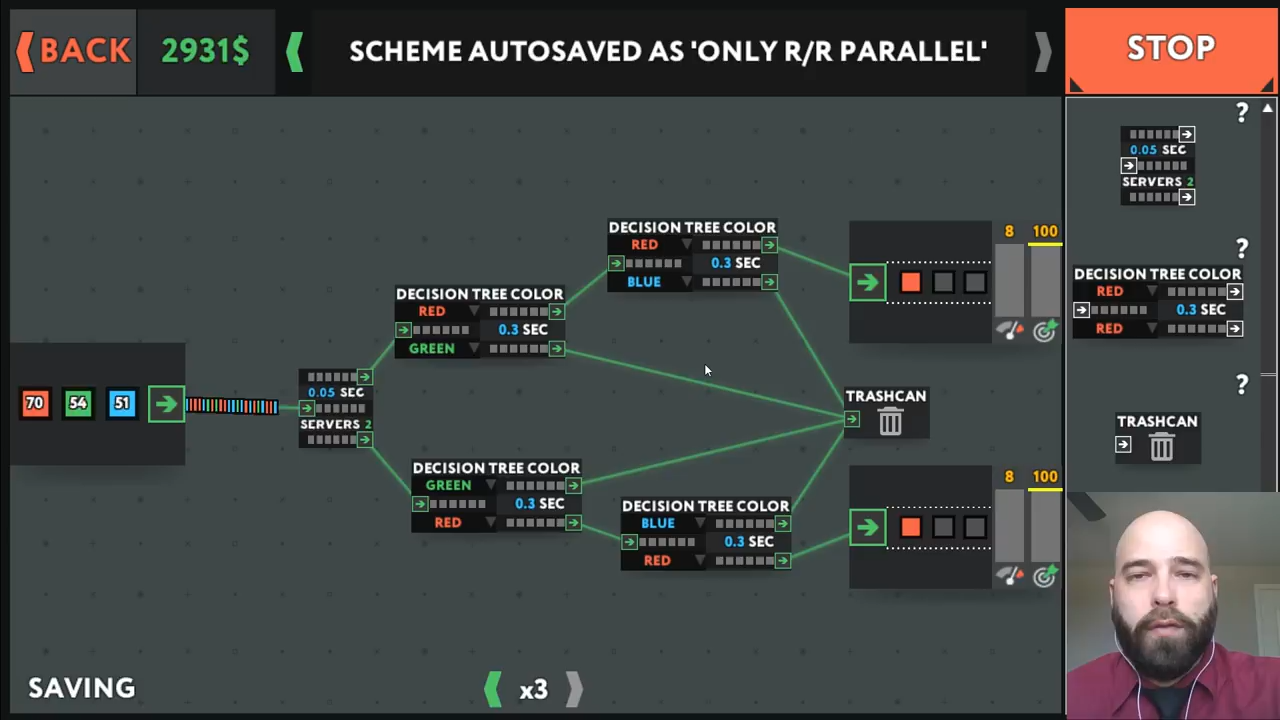 BACK
2931$
SCHEME AUTOSAVED AS 'ONLY R/R PARALLEL'
STOP
?
0.05 SEC
SERVERS 2
?
DECISION TREE COLOR
RED
0.3 SEC
RED
?
TRASHCAN
DECISION TREE COLOR
RED
0.3 SEC
BLUE
8 100
DECISION TREE COLOR
RED
0.3 SEC
GREEN
70 54 51
0.05 SEC
SERVERS 2
TRASHCAN
DECISION TREE COLOR
GREEN
0.3 SEC
RED
DECISION TREE COLOR
BLUE
0.3 SEC
RED
8 100
SAVING
x3